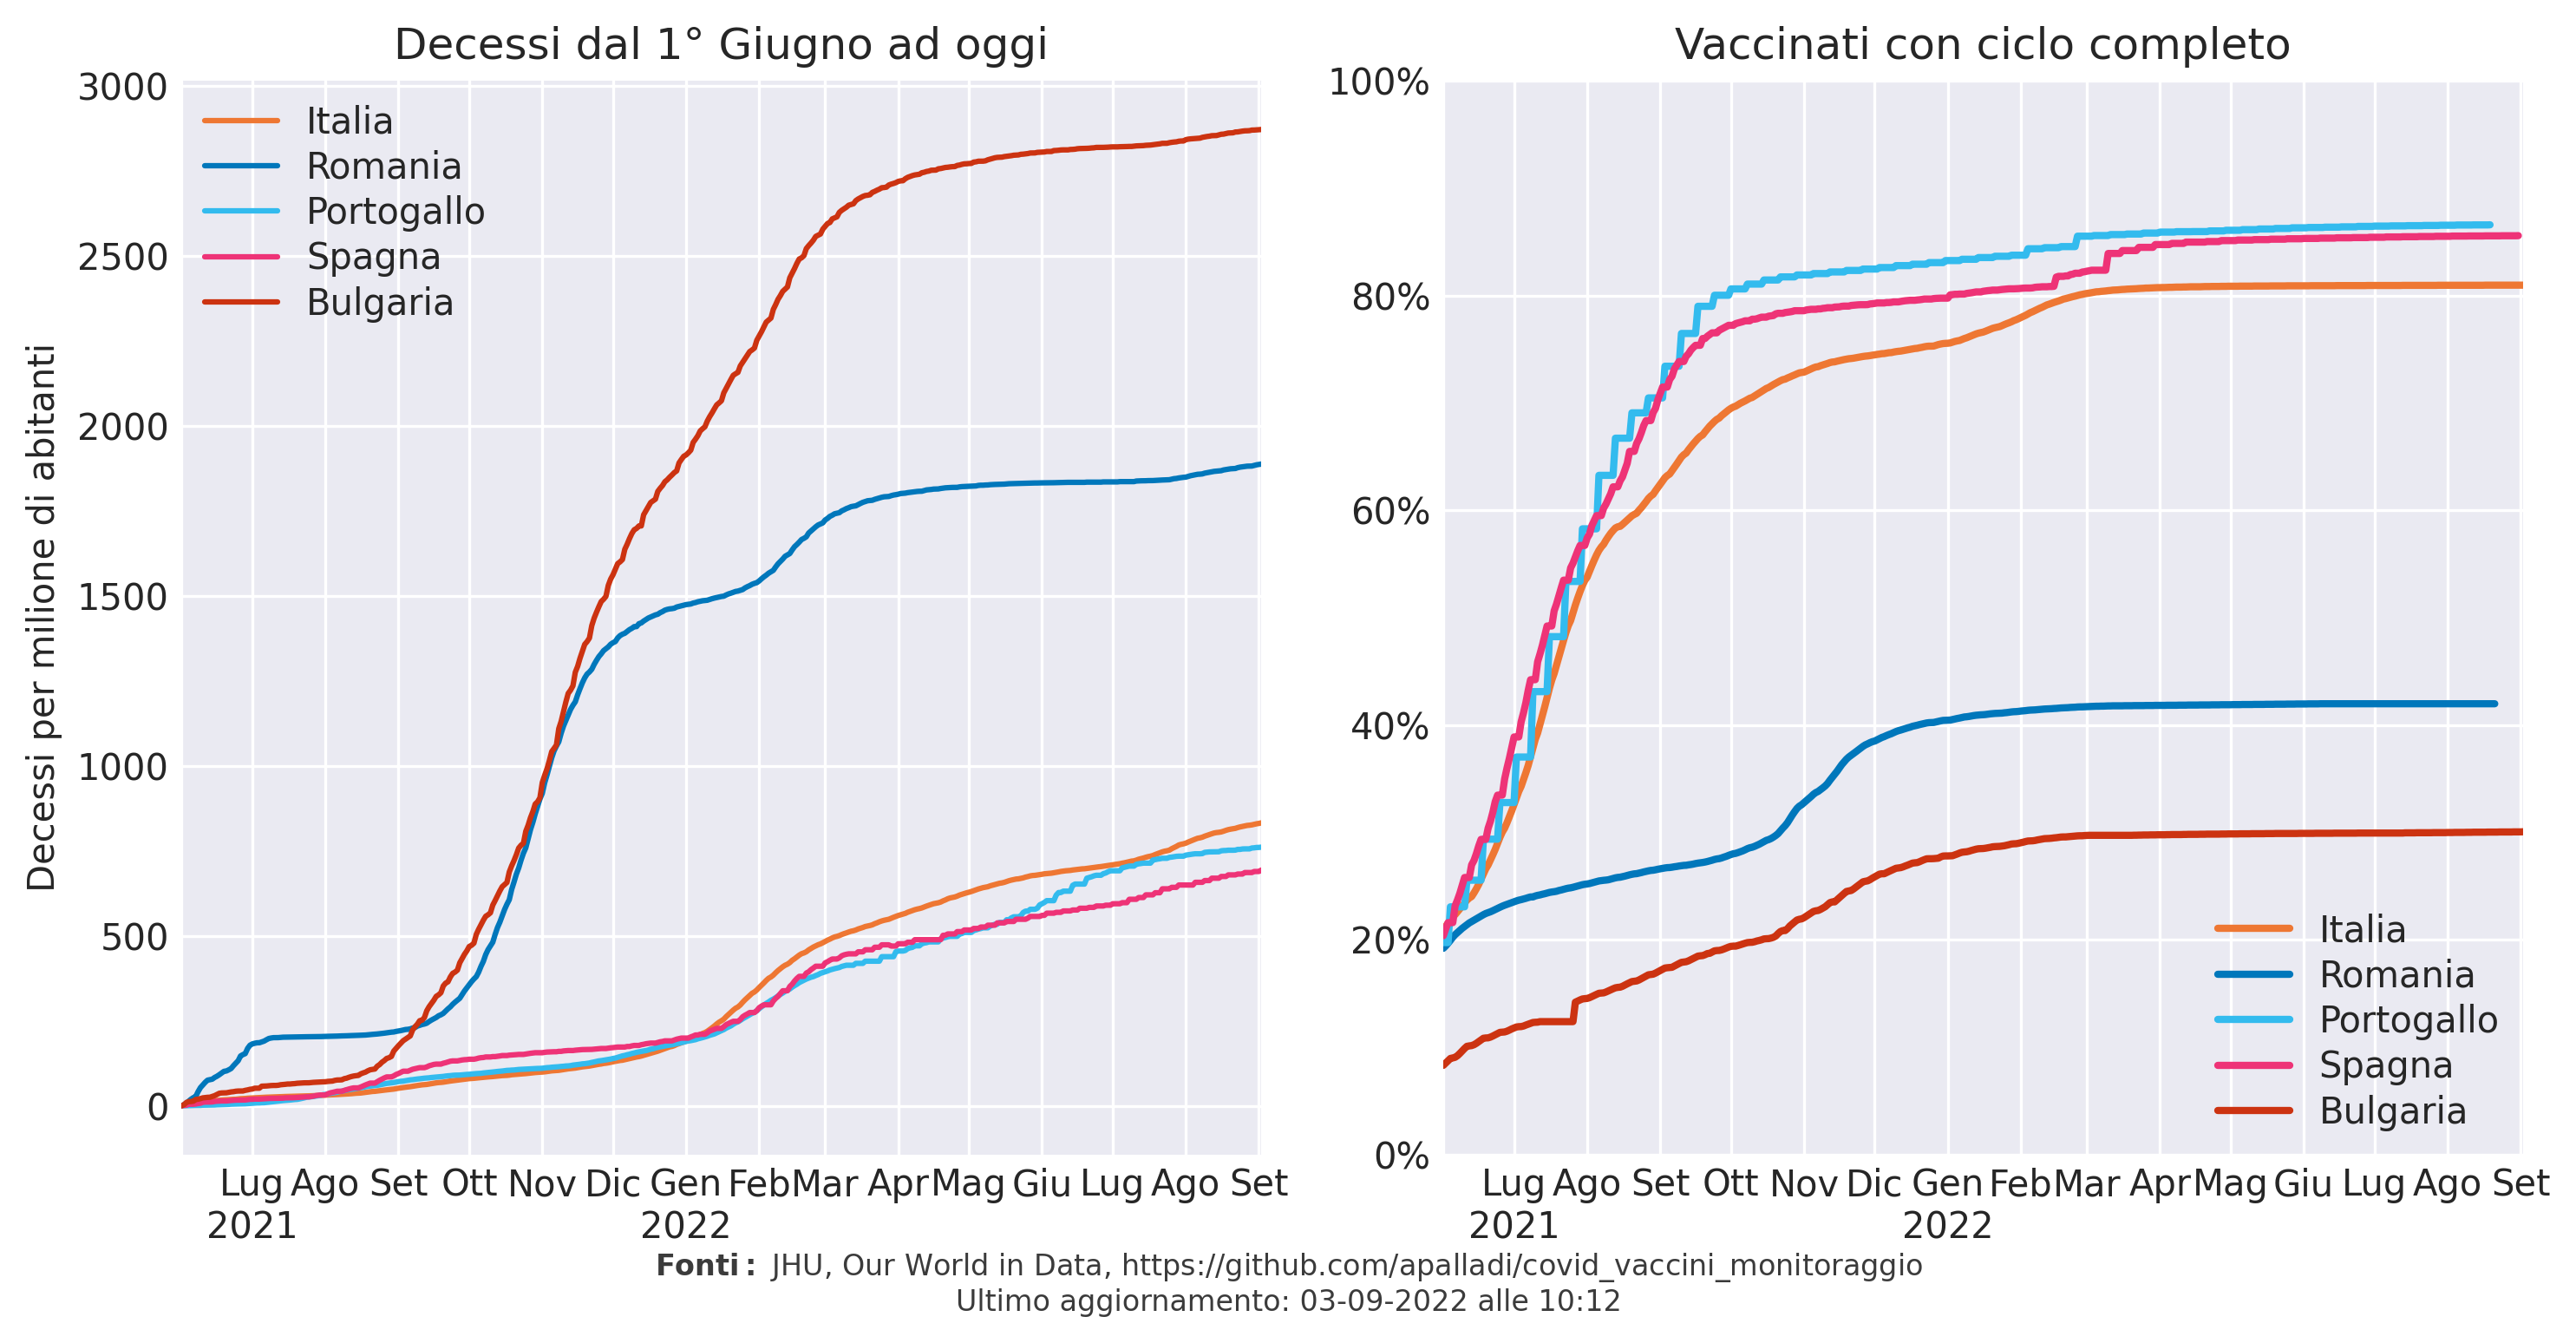 Decessi dal 1° Giugno ad oggi
Decessi per milione di abitanti
3000
2500
2000
1500
1000
500
0
Italia
Romania
Portogallo
Spagna
Bulgaria
Lug Ago Set Ott Nov Dic Gen Feb Mar Apr Mag Giu Lug Ago Set
2021 2022
Vaccinati con ciclo completo
100%
80%
60%
40%
20%
0%
Italia
Romania
Portogallo
Spagna
Bulgaria
Lug Ago Set Ott Nov Dic Gen Feb Mar Apr Mag Giu Lug Ago Set
2021 2022
Fonti: JHU, Our World in Data, https://github.com/apalladi/covid_vaccini_monitoraggio
Ultimo aggiornamento: 03-09-2022 alle 10:12